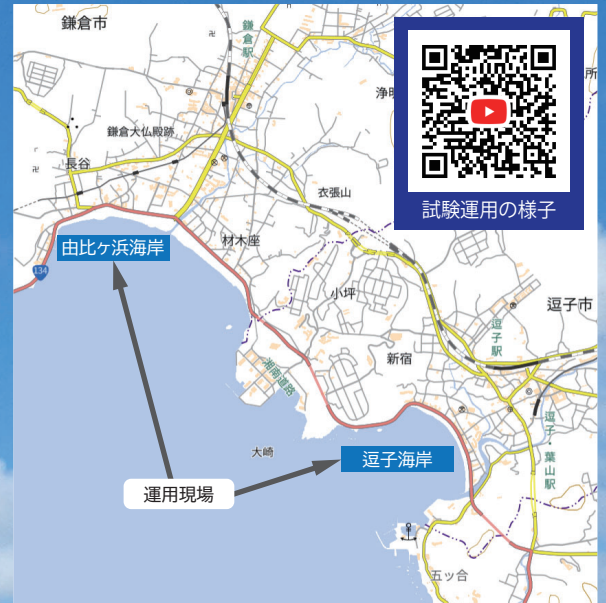 鎌倉市
鎌倉駅
浄明
所
鎌倉大仏殿跡
長谷
衣張山
試験運用の様子
由比ヶ浜海岸
134
材木座
小坪
逗子市
逗子駅
新宿
湘南道路
大崎
逗子海岸
逗子・葉山駅
運用現場
五ッ合